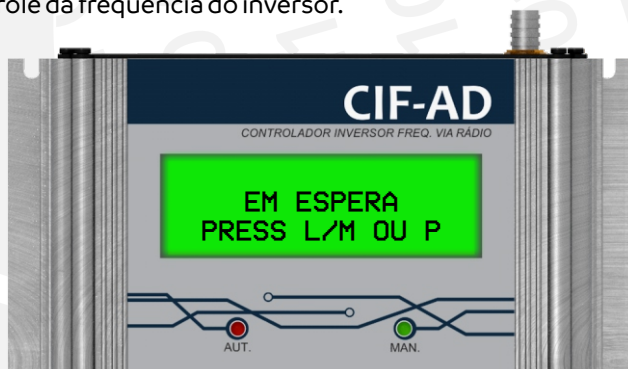 role da frequência do inversor.
CIF-AD
CONTROLADOR INVERSOR FREQ. VIA RÁDIO
EM ESPERA
PRESS L/M OU P
AUT. MAN.